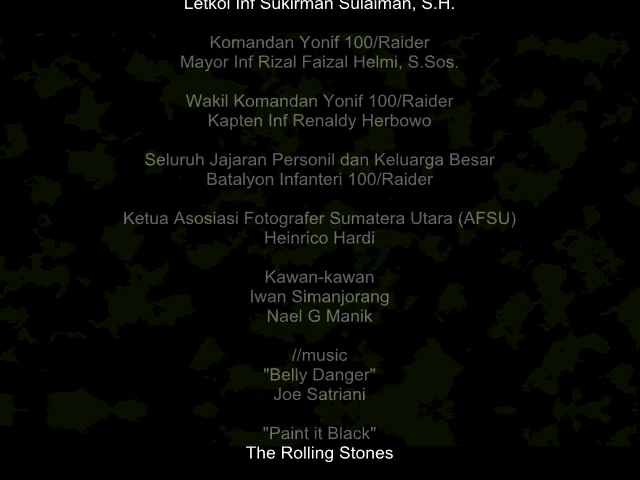 Letkol Inf Sukirman Sulaiman, S.H.
Komandan Yonif 100/Raider
Mayor Inf Rizal Faizal Helmi, S.Sos.
Wakil Komandan Yonif 100/Raider
Kapten Inf Renaldy Herbowo
Seluruh Jajaran Personil dan Keluarga Besar
Batalyon Infanteri 100/Raider
Ketua Asosiasi Fotografer Sumatera Utara (AFSU)
Heinrico Hardi
Kawan-kawan
Iwan Simanjorang
Nael G Manik
//music
"Belly Danger"
Joe Satriani
"Paint it Black"
The Rolling Stones